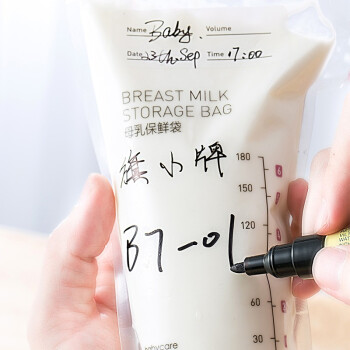 Name Baby. Volume
Date 23th.Sep Time 17:00
BREAST MILK
STORAGE BAG
母乳保鲜袋
旗小牌
180
150
B7-01
120
60
30
babycare